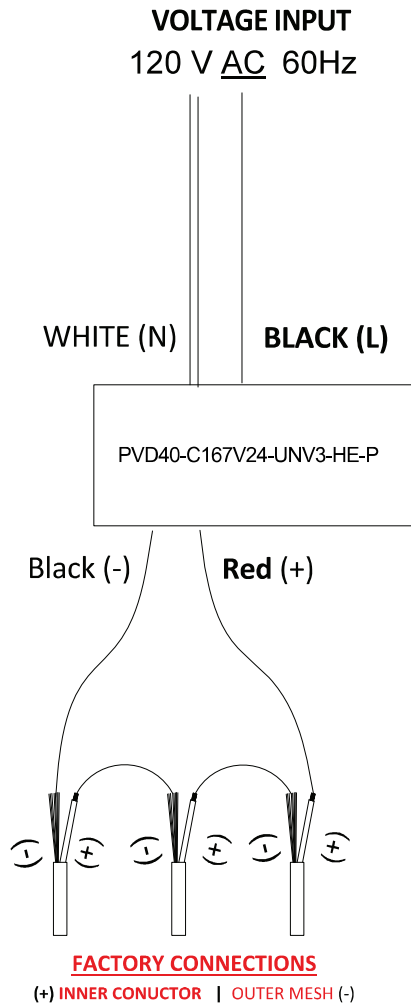 VOLTAGE INPUT
120 V AC 60Hz
WHITE (N)
BLACK (L)
PVD40-C167V24-UNV3-HE-P
Black (-)
Red (+)
(-) (+) (-) (+) (-) (+)
FACTORY CONNECTIONS
(+) INNER CONUCTOR | OUTER MESH (-)